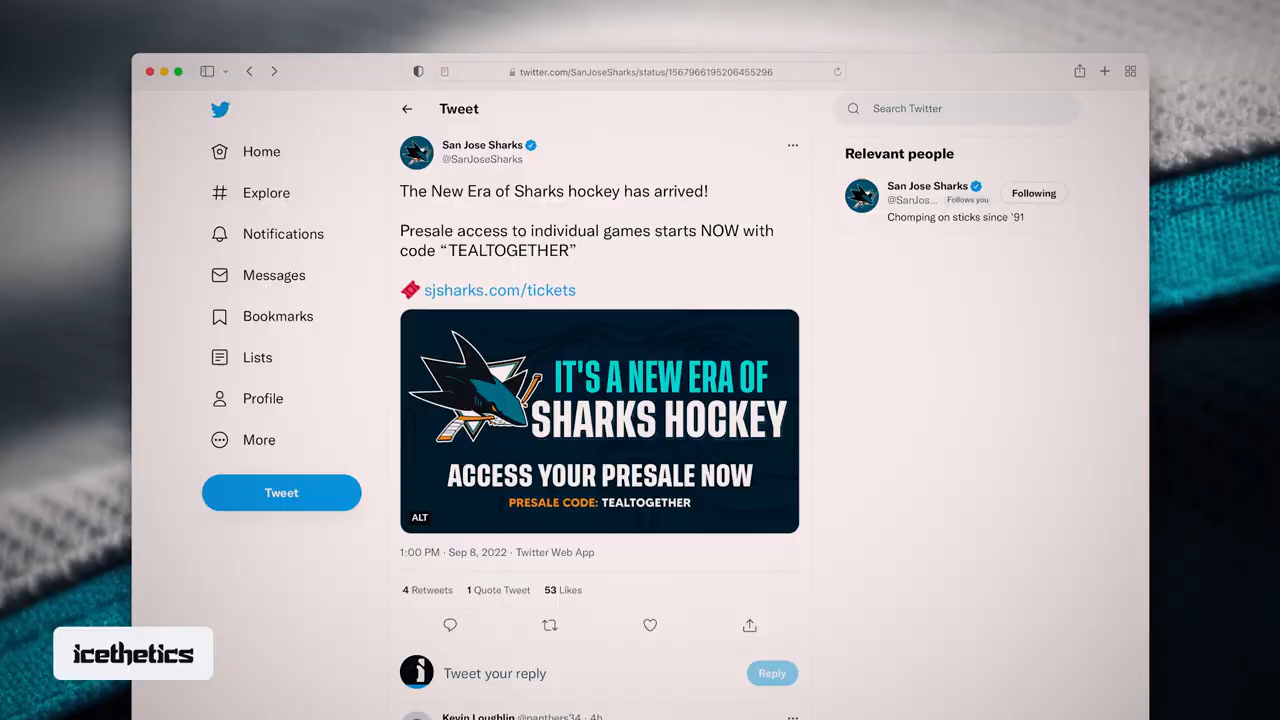 twitter.com/SanJoseSharks/status/1567966195206455296
Tweet
Search Twitter
Home
Explore
Notifications
Messages
Bookmarks
Lists
Profile
More
Tweet
San Jose Sharks
@SanJoseSharks
The New Era of Sharks hockey has arrived!
Presale access to individual games starts NOW with
code “TEALTOGETHER”
sjsharks.com/tickets
IT'S A NEW ERA OF
SHARKS HOCKEY
ACCESS YOUR PRESALE NOW
PRESALE CODE: TEALTOGETHER
ALT
1:00 PM · Sep 8, 2022 · Twitter Web App
4 Retweets 1 Quote Tweet 53 Likes
Tweet your reply
Reply
Kevin Loughlin @panthers34 · 4h
Relevant people
San Jose Sharks
@SanJos... Follows you
Following
Chomping on sticks since '91
icethetics